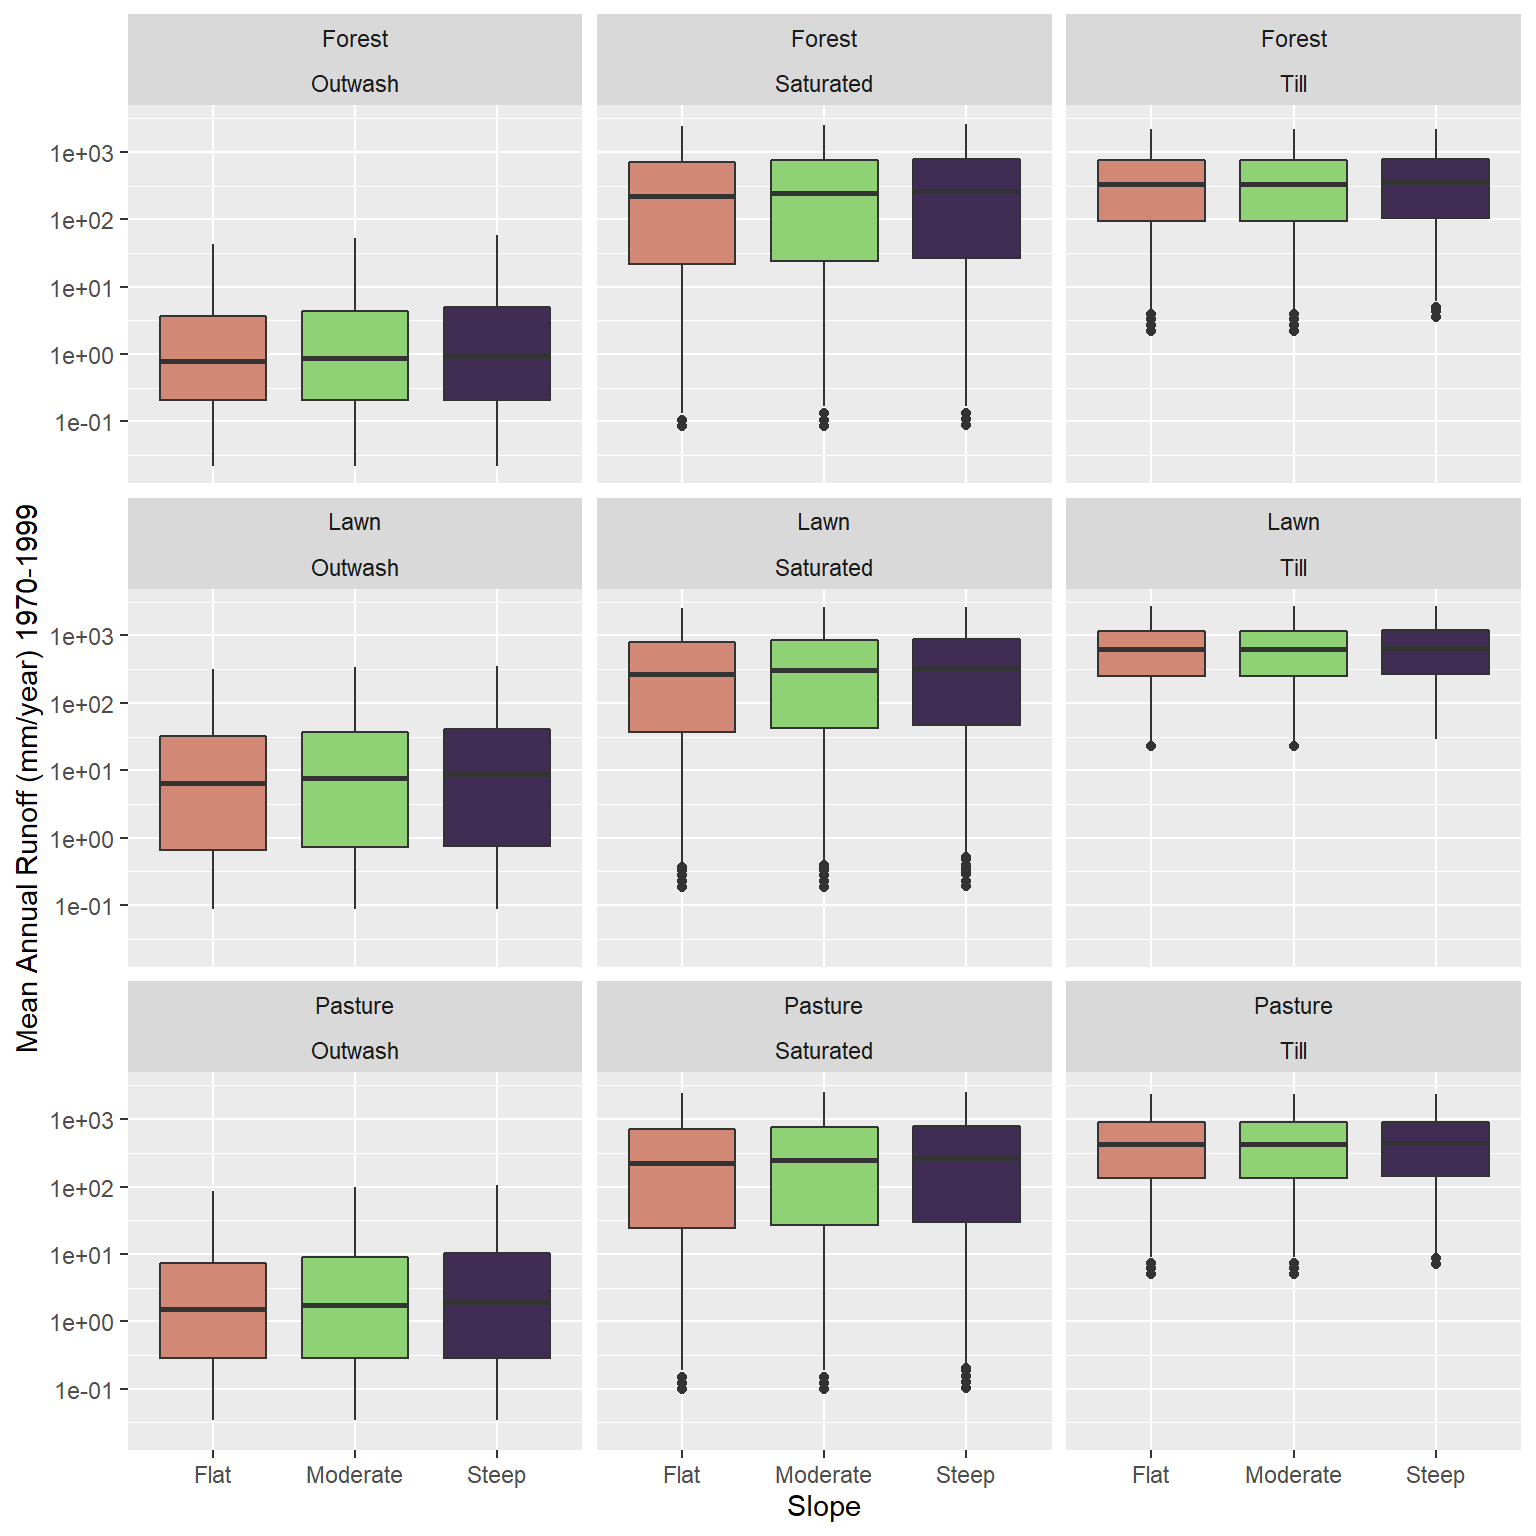 Forest
Outwash
Forest
Saturated
Forest
Till
1e+03
1e+02
1e+01
1e+00
1e-01
Lawn
Outwash
Lawn
Saturated
Lawn
Till
1e+03
1e+02
1e+01
1e+00
1e-01
Pasture
Outwash
Pasture
Saturated
Pasture
Till
1e+03
1e+02
1e+01
1e+00
1e-01
Flat Moderate Steep
Flat Moderate Steep
Flat Moderate Steep
Slope
Mean Annual Runoff (mm/year) 1970-1999